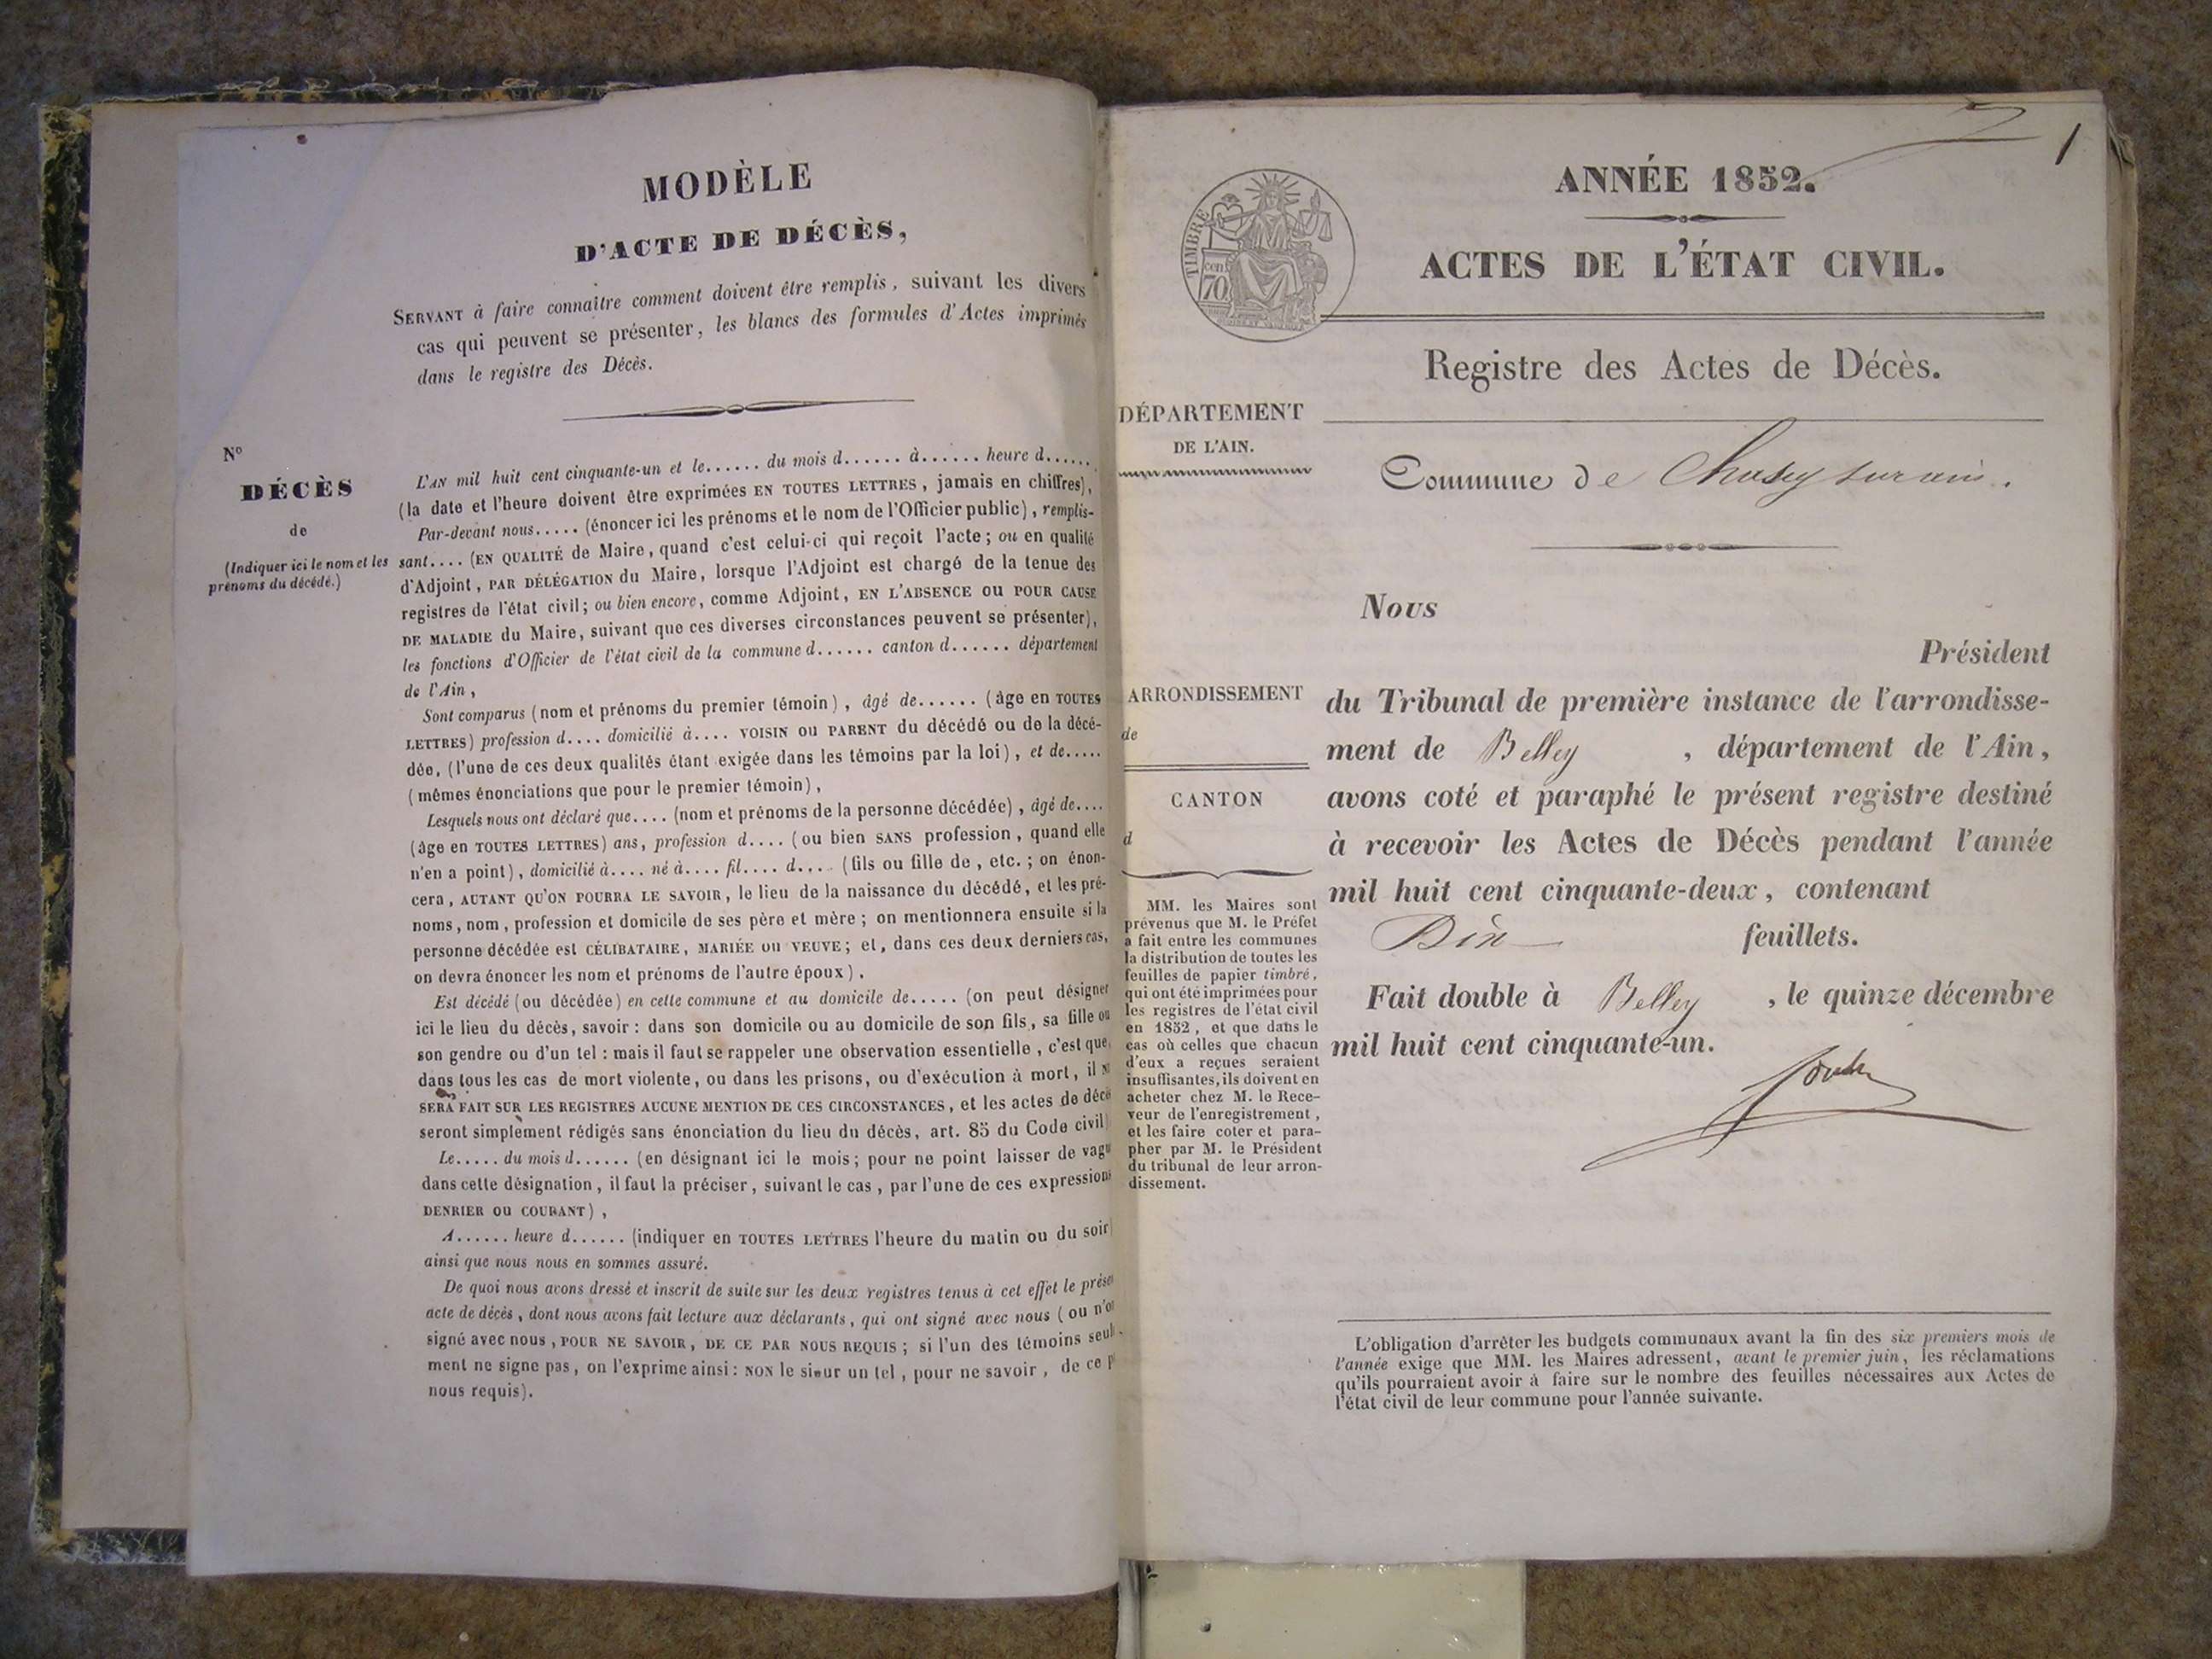 MODÈLE
D'ACTE DE DÉCÈS,
SERVANT à faire connaître comment doivent être remplis, suivant les divers
cas qui peuvent se présenter, les blancs des formules d'Actes imprimés
dans le registre des Décès.
N°
DÉCÈS
de
(Indiquer ici le nom et les
prénoms du décédé.)
L'AN mil huit cent cinquante-un et le...... du mois d...... à...... heure d......
(la date et l'heure doivent être exprimées EN TOUTES LETTRES, jamais en chiffres),
Par-devant nous..... (énoncer ici les prénoms et le nom de l'Officier public), remplis-
sant.... (EN QUALITÉ de Maire, quand c'est celui-ci qui reçoit l'acte; ou en qualité
d'Adjoint, PAR DÉLÉGATION du Maire, lorsque l'Adjoint est chargé de la tenue des
registres de l'état civil; ou bien encore, comme Adjoint, EN L'ABSENCE OU POUR CAUSE
DE MALADIE du Maire, suivant que ces diverses circonstances peuvent se présenter),
les fonctions d'Officier de l'état civil de la commune d...... canton d...... département
de l'Ain,
Sont comparus (nom et prénoms du premier témoin), âgé de...... (âge en TOUTES
LETTRES) profession d.... domicilié à.... VOISIN OU PARENT du décédé ou de la décé-
dée, (l'une de ces deux qualités étant exigée dans les témoins par la loi), et de.....
(mêmes énonciations que pour le premier témoin),
Lesquels nous ont déclaré que.... (nom et prénoms de la personne décédée), âgé de....
(âge en TOUTES LETTRES) ans, profession d.... (ou bien SANS profession, quand elle
n'en a point), domicilié à.... né à.... fil.... d.... (fils ou fille de, etc.; on énon-
cera, AUTANT QU'ON POURRA LE SAVOIR, le lieu de la naissance du décédé, et les pré-
noms, nom, profession et domicile de ses père et mère; on mentionnera ensuite si la
personne décédée est CÉLIBATAIRE, MARIÉE OU VEUVE; et, dans ces deux derniers cas,
on devra énoncer les nom et prénoms de l'autre époux).
Est décédé (ou décédée) en cette commune et au domicile de..... (on peut désigner
ici le lieu du décès, savoir: dans son domicile ou au domicile de son fils, sa fille ou
son gendre ou d'un tel: mais il faut se rappeler une observation essentielle, c'est que,
dans tous les cas de mort violente, ou dans les prisons, ou d'exécution à mort, il
SERA FAIT SUR LES REGISTRES AUCUNE MENTION DE CES CIRCONSTANCES, et les actes de décè
seront simplement rédigés sans énonciation du lieu du décès, art. 85 du Code civil)
Le..... du mois d...... (en désignant ici le mois; pour ne point laisser de vagu
dans cette désignation, il faut la préciser, suivant le cas, par l'une de ces expressions
DENRIER OU COURANT),
A...... heure d...... (indiquer en TOUTES LETTRES l'heure du matin ou du soir)
ainsi que nous nous en sommes assuré.
De quoi nous avons dressé et inscrit de suite sur les deux registres tenus à cet effet le prése
acte de décès, dont nous avons fait lecture aux déclarants, qui ont signé avec nous (ou n'on
signé avec nous, POUR NE SAVOIR, DE CE PAR NOUS REQUIS; si l'un des témoins seul
ment ne signe pas, on l'exprime ainsi: NON le sieur un tel, pour ne savoir, de ce p
nous requis).
1
TIMBRE
cen.
70
ANNÉE 1852.
ACTES DE L'ÉTAT CIVIL.
Registre des Actes de Décès.
DÉPARTEMENT
DE L'AIN.
Commune de Chasey sur ain.
Nous
Président
ARRONDISSEMENT
de
CANTON
d
du Tribunal de première instance de l'arrondisse-
ment de Belley, département de l'Ain,
avons coté et paraphé le présent registre destiné
à recevoir les Actes de Décès pendant l'année
mil huit cent cinquante-deux, contenant
Dix feuillets.
Fait double à Belley, le quinze décembre
mil huit cent cinquante-un.
MM. les Maires sont
prévenus que M. le Préfet
a fait entre les communes
la distribution de toutes les
feuilles de papier timbré,
qui ont été imprimées pour
les registres de l'état civil
en 1852, et que dans le
cas où celles que chacun
d'eux a reçues seraient
insuffisantes, ils doivent en
acheter chez M. le Rece-
veur de l'enregistrement,
et les faire coter et para-
pher par M. le Président
du tribunal de leur arron-
dissement.
L'obligation d'arrêter les budgets communaux avant la fin des six premiers mois de
l'année exige que MM. les Maires adressent, avant le premier juin, les réclamations
qu'ils pourraient avoir à faire sur le nombre des feuilles nécessaires aux Actes de
l'état civil de leur commune pour l'année suivante.